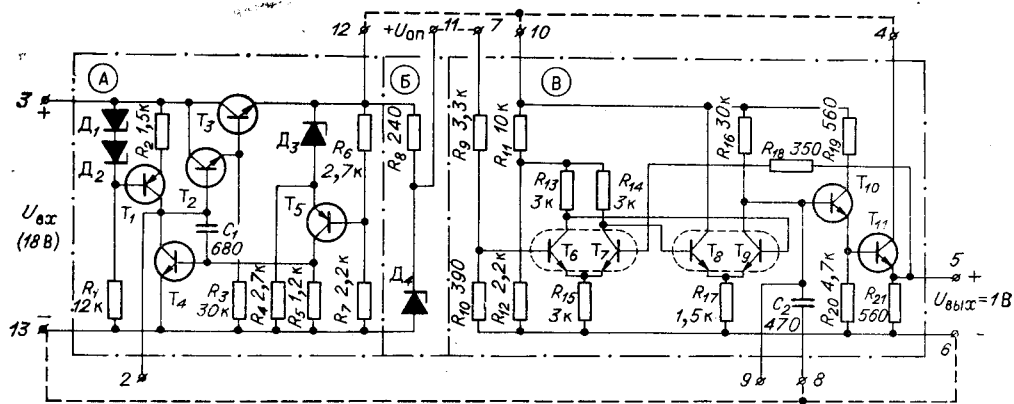 12 +Uоп 11 7 10 4
А Б В
3 +
Д1
Д2
R2 1,5к
T3
T2
T1
C1
680
T4
Д3
R6
2,7к
T5
R8 240
Д4
R9 3,3к
R11 10к
R13
3к
R14
3к
T6 T7
T8 T9
R16 30к
R18 350
R19 560
T10
T11
Uвх
(18 В)
R1
12к
R3
30к
R4 2,7к
R5 1,2к
R7 2,2к
R10 390
R12 2,2к
R15
3к
R17
1,5к
C2
470
R20 4,7к
R21
560
5
+
Uвых=1В
-
6
-
13
2
9 8